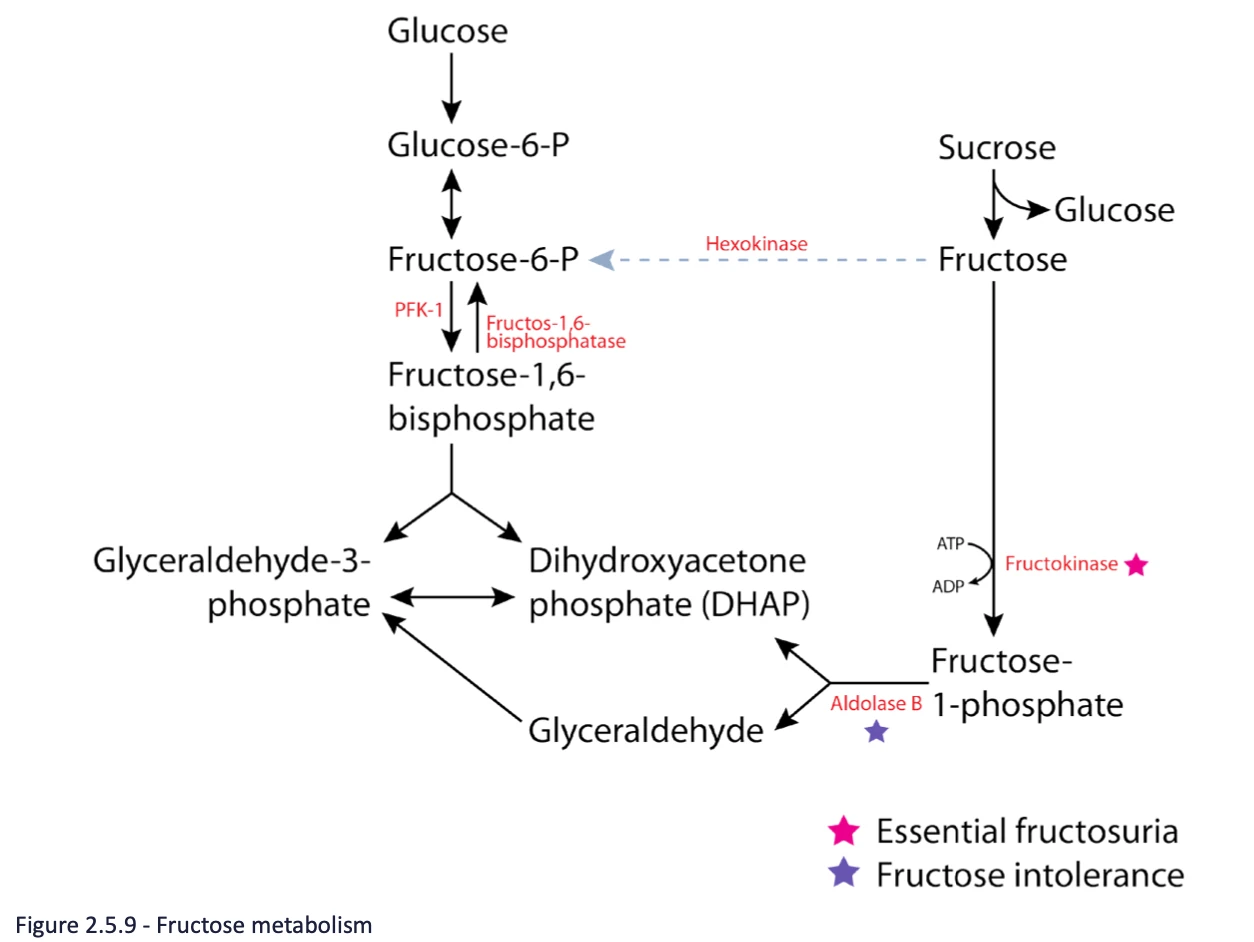 Glucose
Glucose-6-P
Sucrose
Glucose
Fructose-6-P
Hexokinase
Fructose
PFK-1
Fructos-1,6-
bisphosphatase
Fructose-1,6-
bisphosphate
Glyceraldehyde-3-
phosphate
Dihydroxyacetone
phosphate (DHAP)
ATP
ADP
Fructokinase
Fructose-
1-phosphate
Aldolase B
Glyceraldehyde
Essential fructosuria
Fructose intolerance
Figure 2.5.9 - Fructose metabolism